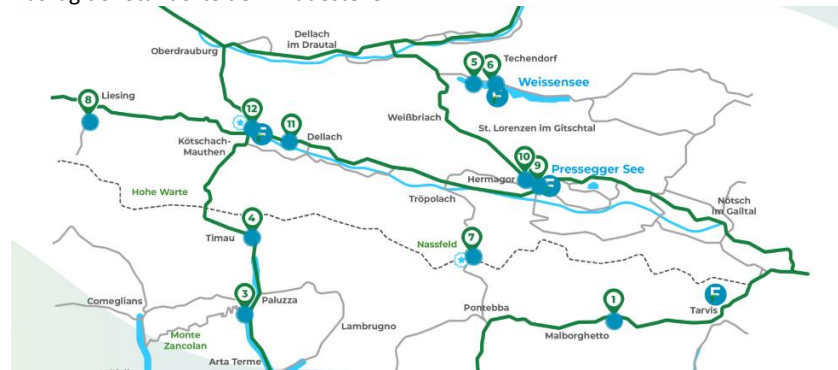 Dellach
im Drautal
Oberdrauburg
5
6
Techendorf
Weissensee
8
Liesing
12
11
Dellach
Weißbriach
St. Lorenzen im Gitschtal
Kötschach-
Mauthen
10
9
Pressegger See
Hermagor
Hohe Warte
Tröpolach
Nötsch
im Gailtal
4
Timau
Nassfeld
7
Comeglians
3
Paluzza
Pontebba
1
F
Tarvis
Lambrugno
Malborghetto
Monte
Zancolan
Arta Terme